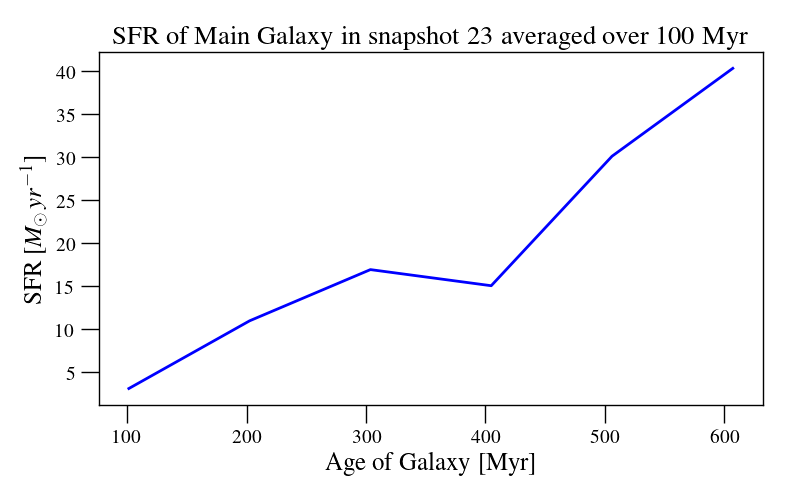 SFR of Main Galaxy in snapshot 23 averaged over 100 Myr
SFR [M⊙ yr⁻¹]
40
35
30
25
20
15
10
5
100 200 300 400 500 600
Age of Galaxy [Myr]